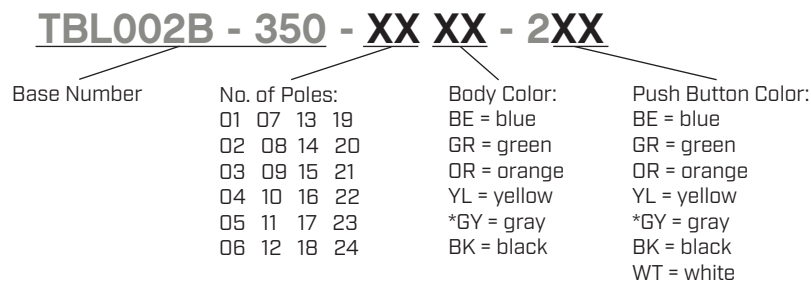 TBL002B - 350 - XX XX - 2XX
Base Number
No. of Poles:
01 07 13 19
02 08 14 20
03 09 15 21
04 10 16 22
05 11 17 23
06 12 18 24
Body Color:
BE = blue
GR = green
OR = orange
YL = yellow
*GY = gray
BK = black
Push Button Color:
BE = blue
GR = green
OR = orange
YL = yellow
*GY = gray
BK = black
WT = white